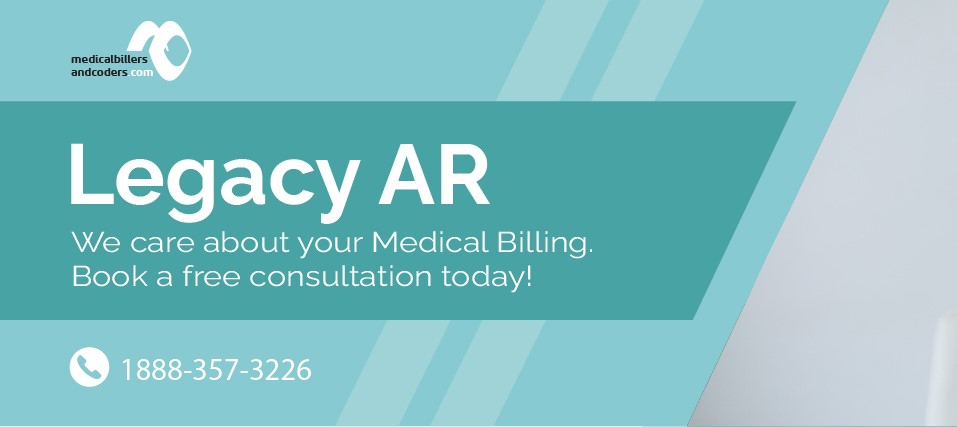 medicalbillers
andcoders.com
Legacy AR
We care about your Medical Billing.
Book a free consultation today!
1888-357-3226